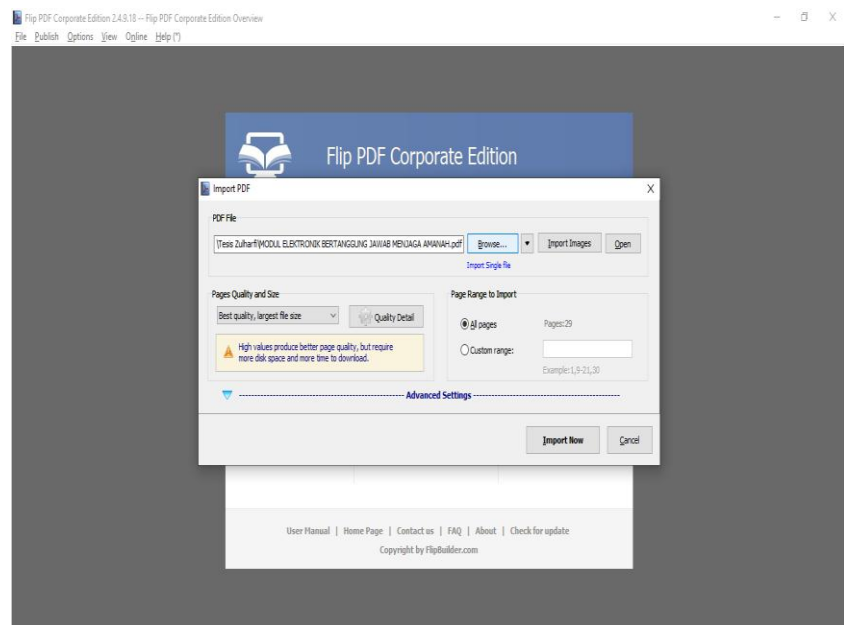 Flip PDF Corporate Edition 2.4.9.18 -- Flip PDF Corporate Edition Overview
File Publish Options View Online Help (*)
Flip PDF Corporate Edition
Import PDF
PDF File
\Tesis Zulharfi\MODUL ELEKTRONIK BERTANGGUNG JAWAB MENJAGA AMANAH.pdf Browse... Import Images Open
Import Single file
Pages Quality and Size
Best quality, largest file size Quality Detail
High values produce better page quality, but require
more disk space and more time to download.
Page Range to Import
All pages Pages:29
Custom range:
Example:1,9-21,30
Advanced Settings
Import Now Cancel
User Manual | Home Page | Contact us | FAQ | About | Check for update
Copyright by FlipBuilder.com